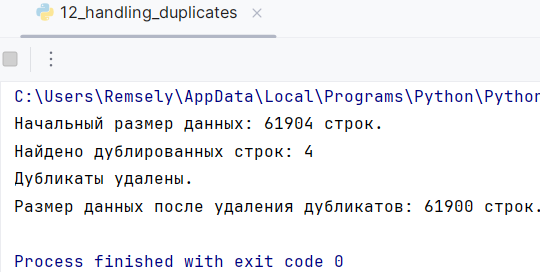 12_handling_duplicates
C:\Users\Remsely\AppData\Local\Programs\Python\Python
Начальный размер данных: 61904 строк.
Найдено дублированных строк: 4
Дубликаты удалены.
Размер данных после удаления дубликатов: 61900 строк.
Process finished with exit code 0